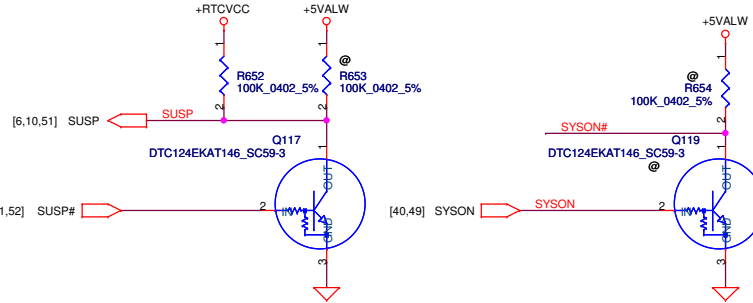 +RTCVCC
+5VALW
1
1
@
R652
100K_0402_5%
R653
100K_0402_5%
2
2
[6,10,51] SUSP
SUSP
Q117
DTC124EKAT146_SC59-3
1
OUT
1,52] SUSP#
2
IN
GND
3
+5VALW
1
@
R654
100K_0402_5%
2
SYSON#
Q119
DTC124EKAT146_SC59-3
@
1
OUT
[40,49] SYSON
SYSON
2
IN
GND
3